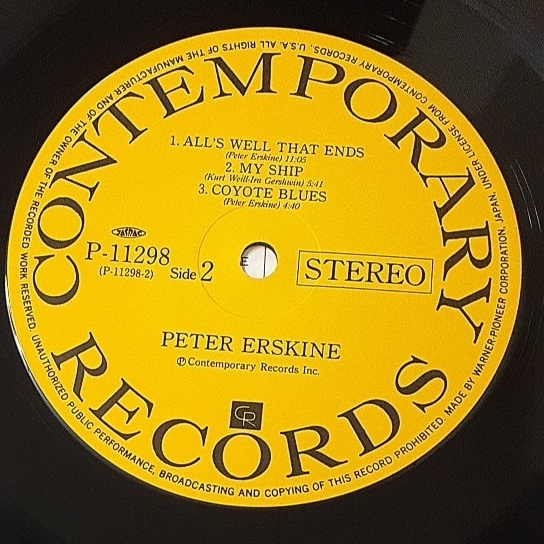 CONTEMPORARY
1. ALL'S WELL THAT ENDS
(Peter Erskine) 11:05
2. MY SHIP
(Kurt Weill-Ira Gershwin) 5:41
3. COYOTE BLUES
(Peter Erskine) 4:40
JASRAC
P-11298
(P-11298-2)
Side 2
STEREO
PETER ERSKINE
Ⓟ Contemporary Records Inc.
CR
RECORDS
MADE BY WARNER-PIONEER CORPORATION, JAPAN, UNDER LICENSE FROM CONTEMPORARY RECORDS, U.S.A. ALL RIGHTS OF THE MANUFACTURER AND OF THE OWNER OF THE RECORDED WORK RESERVED. UNAUTHORIZED PUBLIC PERFORMANCE, BROADCASTING AND COPYING OF THIS RECORD PROHIBITED.